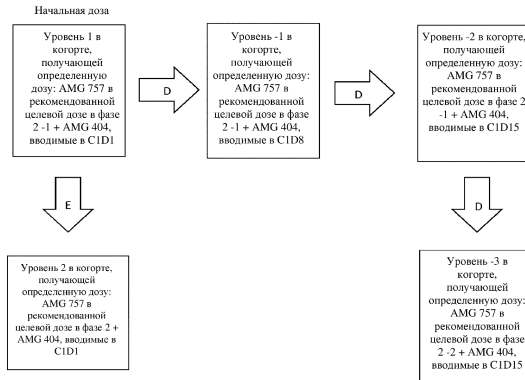 Начальная доза
Уровень 1 в
когорте,
получающей
определенную
дозу: AMG 757 в
рекомендованной
целевой дозе в фазе
2 -1 + AMG 404,
вводимые в C1D1
D
Уровень -1 в
когорте,
получающей
определенную дозу:
AMG 757 в
рекомендованной
целевой дозе в фазе
2 -1 + AMG 404,
вводимые в C1D8
D
Уровень -2 в когорте,
получающей
определенную дозу:
AMG 757 в
рекомендованной
целевой дозе в фазе 2
-1 + AMG 404,
вводимые в C1D15
E
D
Уровень 2 в когорте,
получающей
определенную дозу:
AMG 757 в
рекомендованной
целевой дозе в фазе 2 +
AMG 404, вводимые в
C1D1
Уровень -3 в
когорте,
получающей
определенную дозу:
AMG 757 в
рекомендованной
целевой дозе в фазе
2 -2 + AMG 404,
вводимые в C1D15